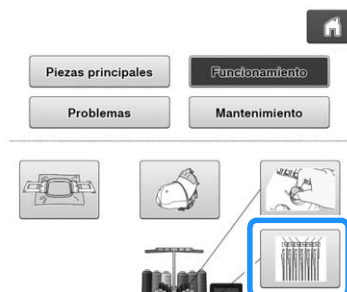 Piezas principales
Funcionamiento
Problemas
Mantenimiento